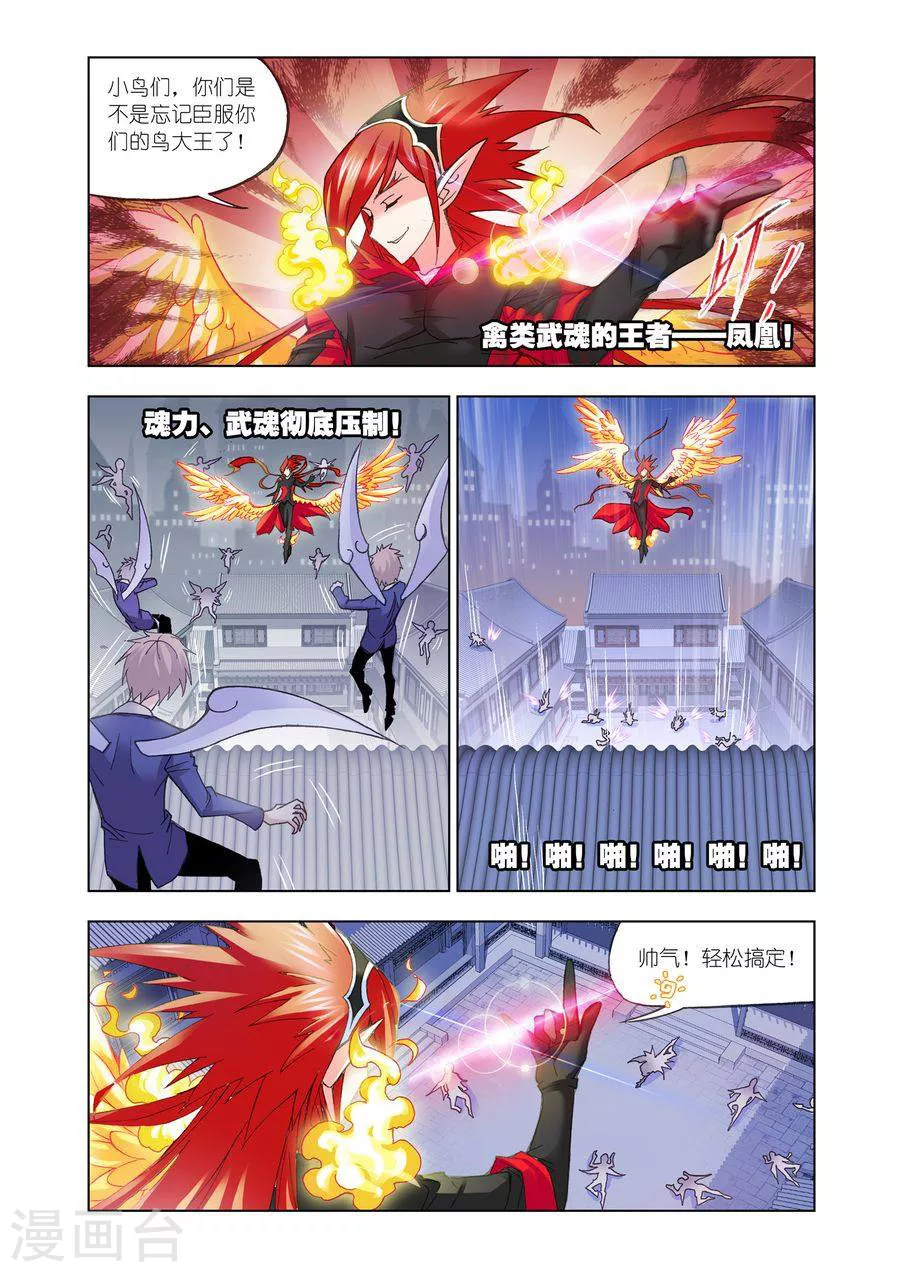 小鸟们，你们是
不是忘记臣服你
们的鸟大王了！
叮！
禽类武魂的王者——凤凰！
魂力、武魂彻底压制！
啪！啪！啪！啪！啪！啪！
帅气！轻松搞定！
漫画台